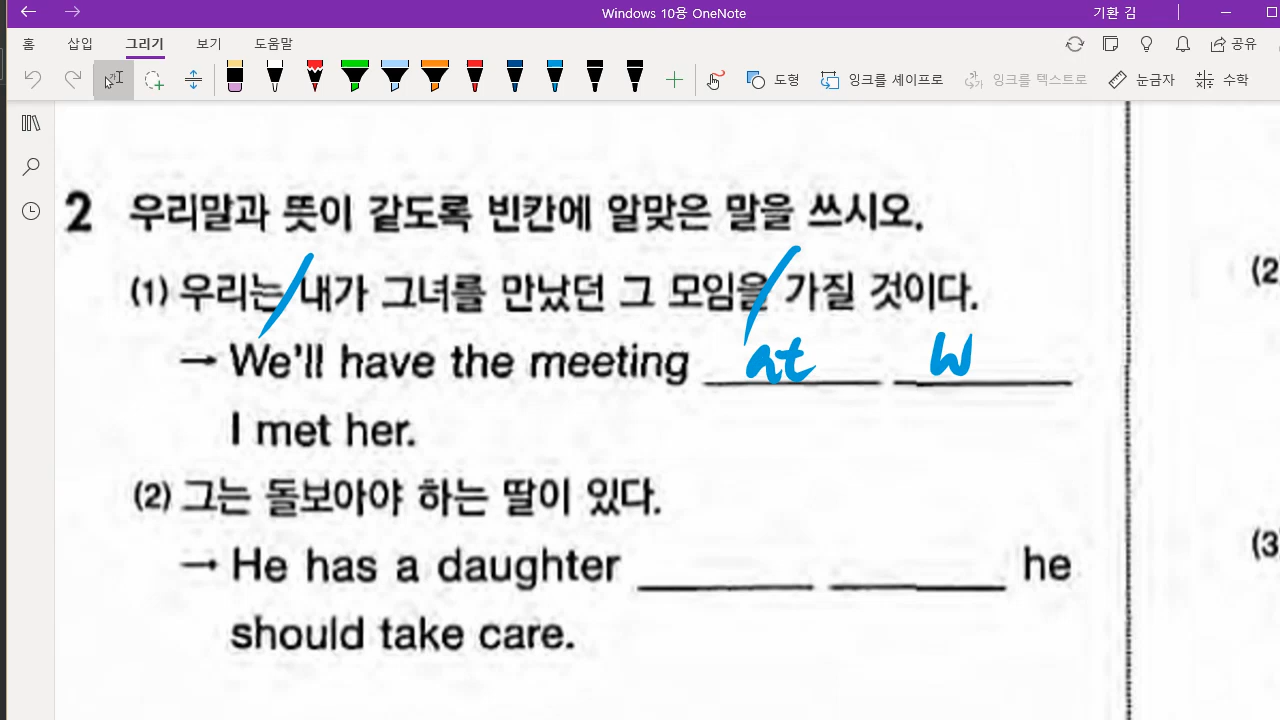 Windows 10용 OneNote
기환 김
홈 삽입 그리기 보기 도움말
공유
도형 잉크를 셰이프로 잉크를 텍스트로 눈금자 수학
2 우리말과 뜻이 같도록 빈칸에 알맞은 말을 쓰시오.
(1) 우리는 내가 그녀를 만났던 그 모임을 가질 것이다.
→ We'll have the meeting at w
I met her.
(2) 그는 돌보아야 하는 딸이 있다.
→ He has a daughter ______ ______ he
should take care.
(2
(3